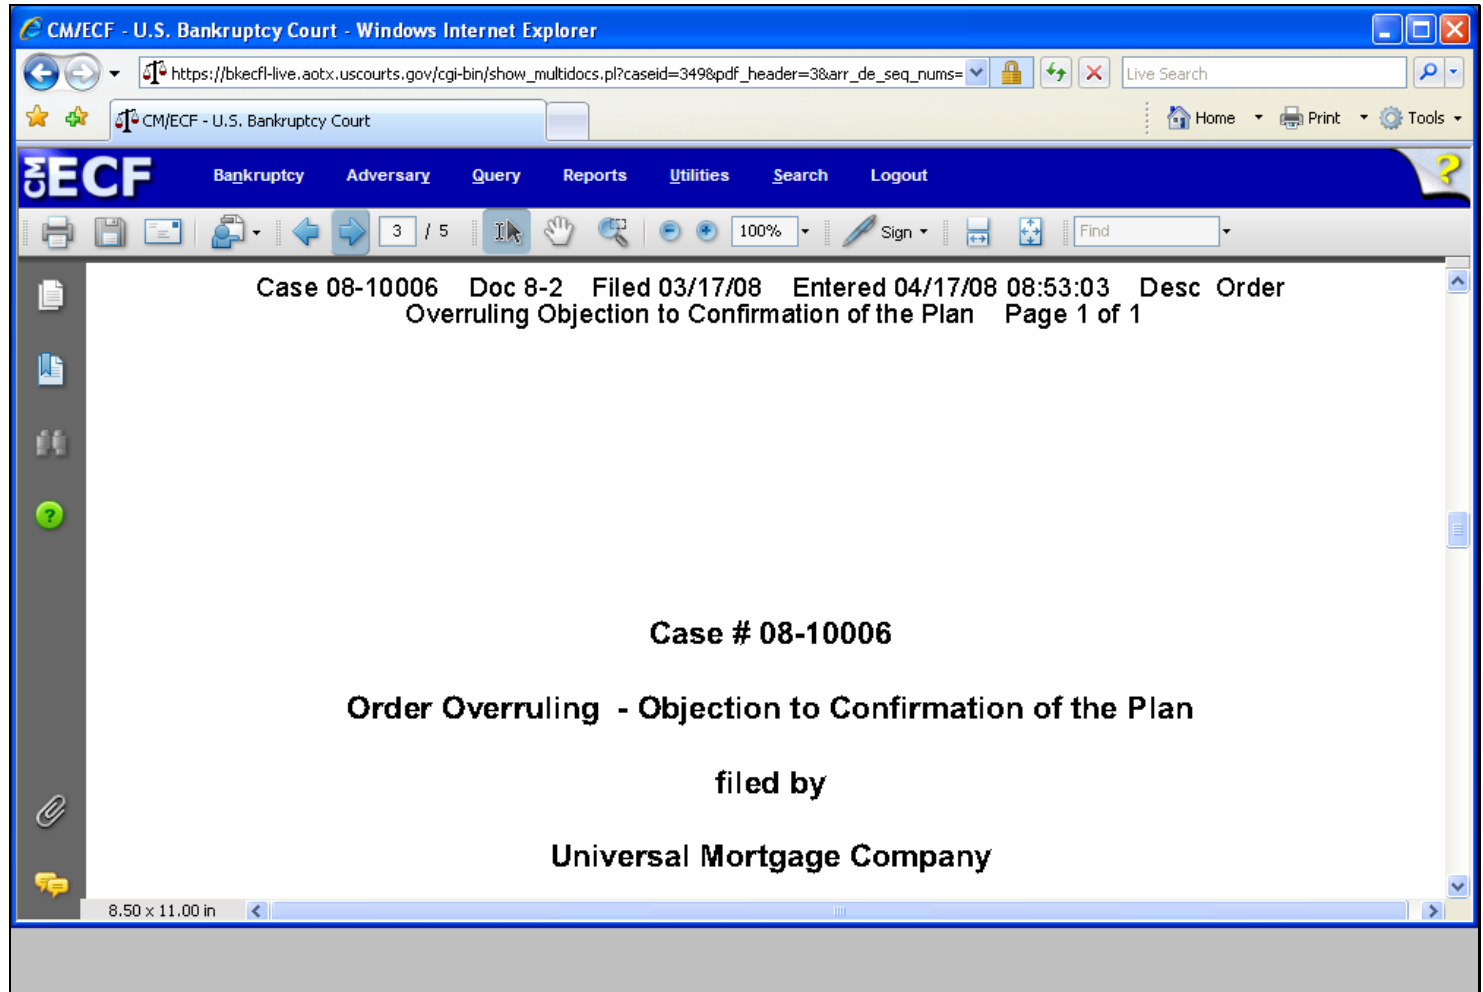 CM/ECF - U.S. Bankruptcy Court - Windows Internet Explorer
https://bkecfl-live.aotx.uscourts.gov/cgi-bin/show_multidocs.pl?caseid=349&pdf_header=3&arr_de_seq_nums=
Live Search
CM/ECF - U.S. Bankruptcy Court
Home Print Tools
CM ECF Bankruptcy Adversary Query Reports Utilities Search Logout ?
3 / 5 100% Sign Find
Case 08-10006 Doc 8-2 Filed 03/17/08 Entered 04/17/08 08:53:03 Desc Order
Overruling Objection to Confirmation of the Plan Page 1 of 1
Case # 08-10006
Order Overruling - Objection to Confirmation of the Plan
filed by
Universal Mortgage Company
8.50 x 11.00 in